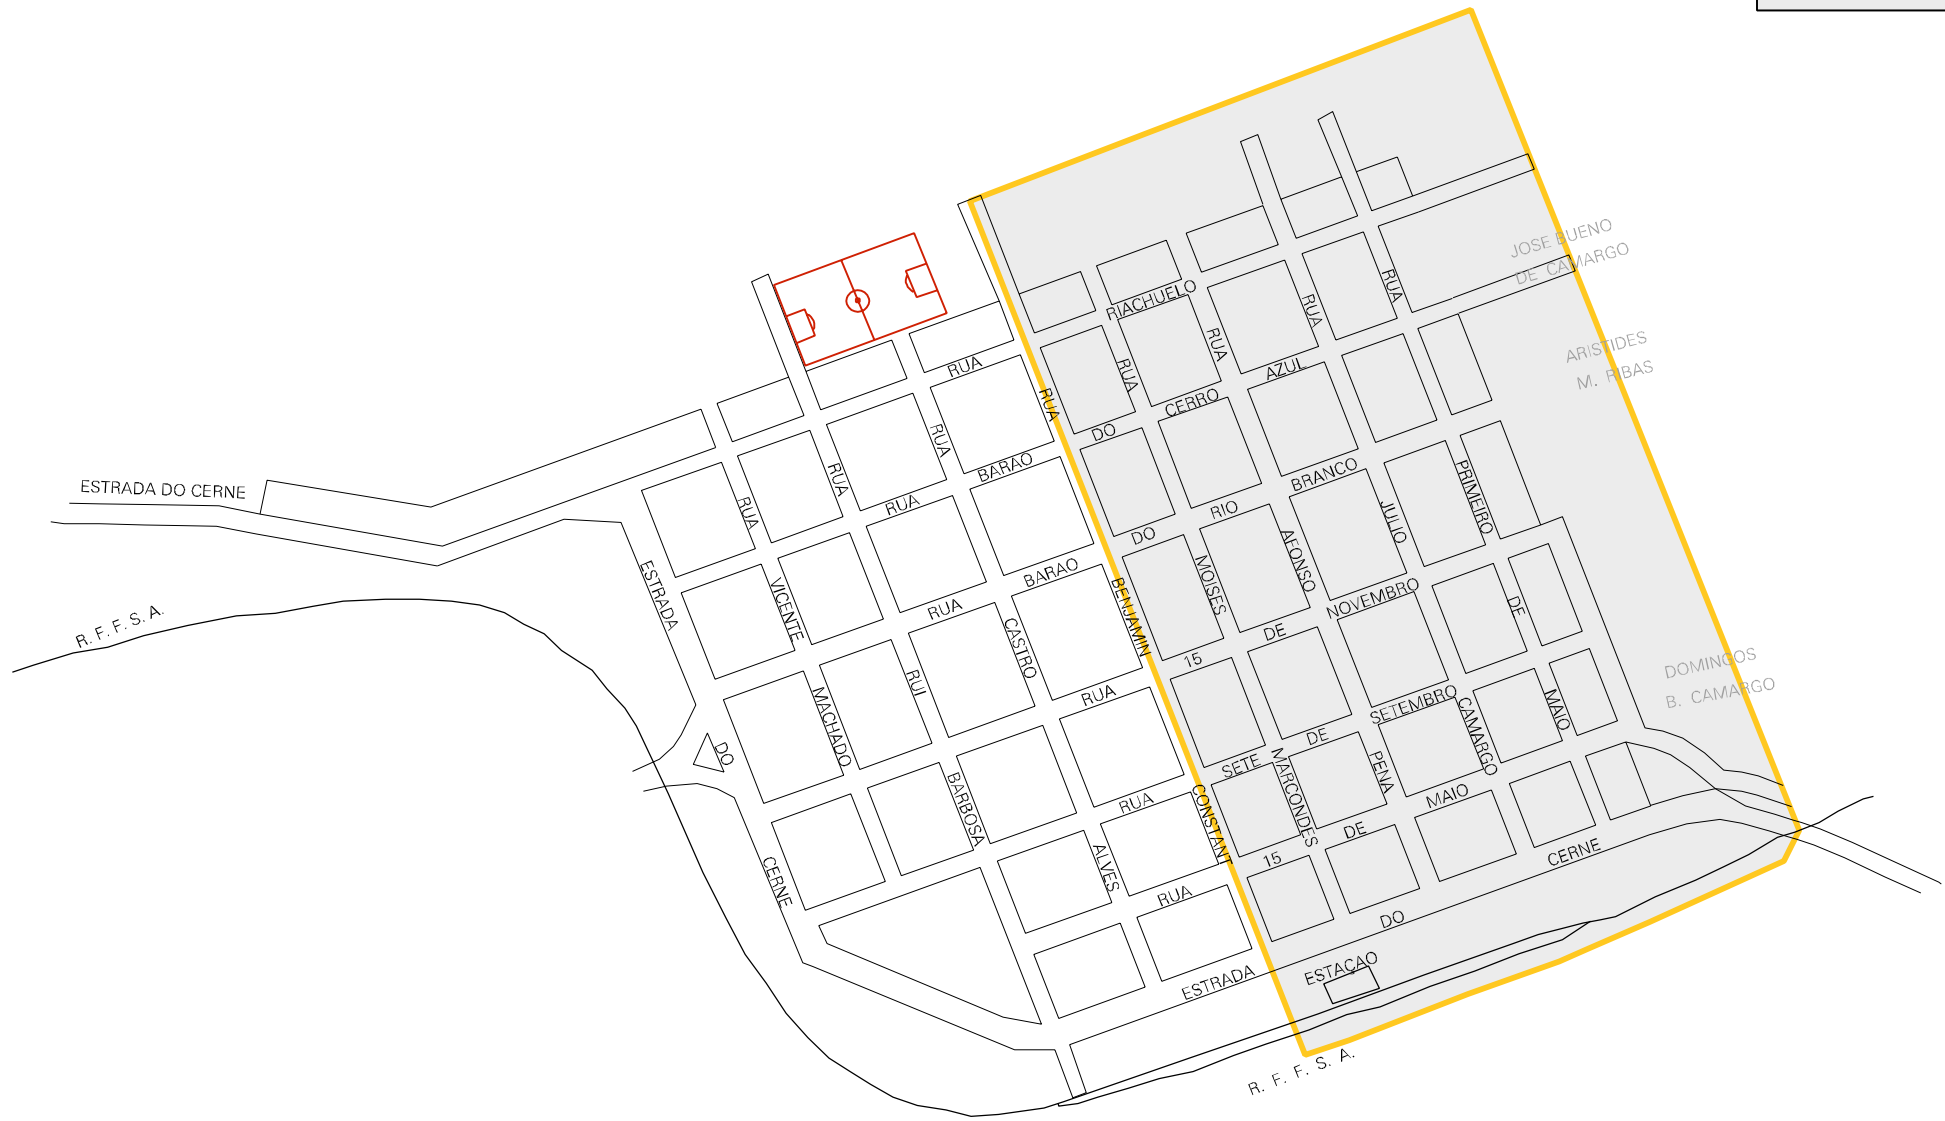 JOSE BUENO
DE CAMARGO
ARISTIDES
M. RIBAS
DOMINGOS
B. CAMARGO
ESTRADA DO CERNE
R. F. F. S. A.
RUA BARAO DO CERRO AZUL
RUA RIACHUELO
RUA BARAO DO RIO BRANCO
RUA 15 DE NOVEMBRO
RUA SETE DE SETEMBRO
RUA 15 DE MAIO
ESTRADA DO CERNE
ESTRADA DO CERNE
RUA VICENTE MACHADO
RUA RUI BARBOSA
RUA CASTRO ALVES
RUA BENJAMIN CONSTANT
RUA MOISES MARCONDES
RUA AFONSO PENA
RUA JULIO CAMARGO
RUA PRIMEIRO DE MAIO
ESTAÇAO
R. F. F. S. A.